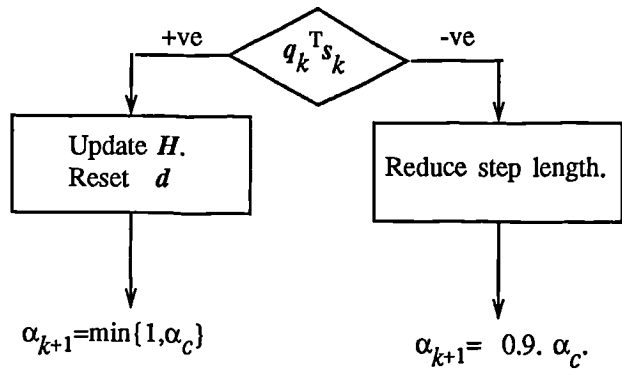 +ve
q_k^T s_k
-ve
Update H.
Reset d
Reduce step length.
α_{k+1}=min{1,α_c}
α_{k+1}= 0.9. α_c.